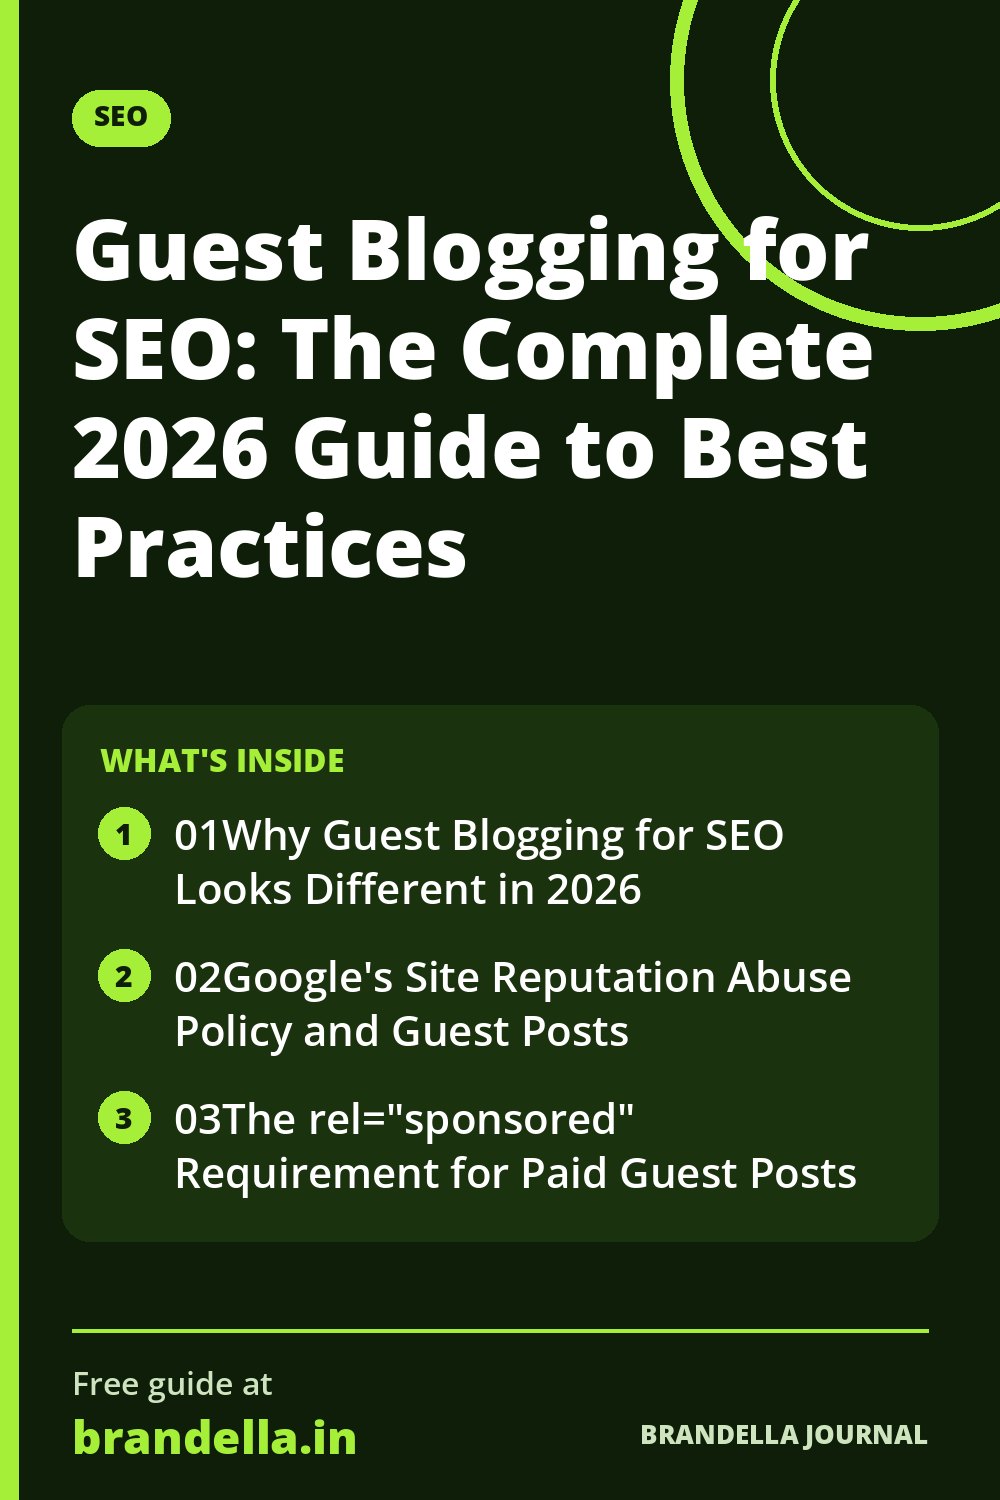 SEO
Guest Blogging for
SEO: The Complete
2026 Guide to Best
Practices
WHAT'S INSIDE
1 01Why Guest Blogging for SEO
Looks Different in 2026
2 02Google's Site Reputation Abuse
Policy and Guest Posts
3 03The rel="sponsored"
Requirement for Paid Guest Posts
Free guide at
brandella.in
BRANDELLA JOURNAL